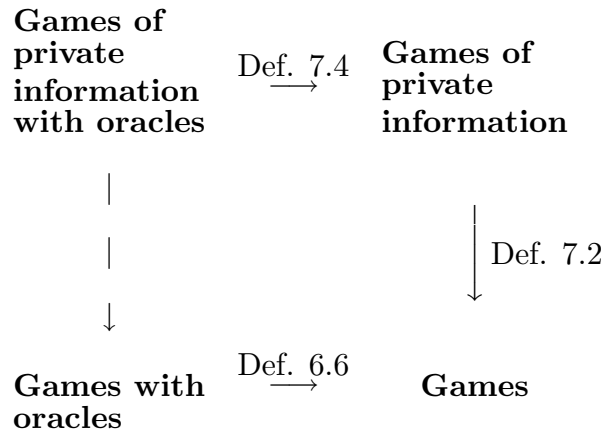 Games of
private
information
with oracles
Def. 7.4
Games of
private
information
Def. 7.2
Games with
oracles
Def. 6.6
Games